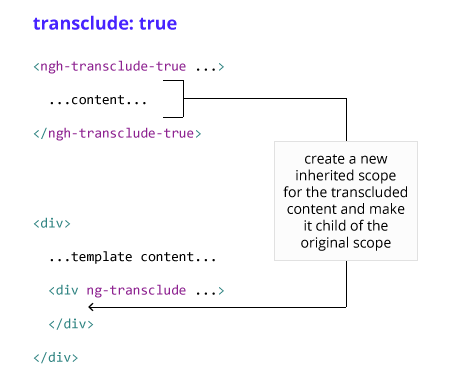 transclude: true
<ngh-transclude-true ...>
...content...
</ngh-transclude-true>
create a new
inherited scope
for the transcluded
content and make
it child of the
original scope
<div>
...template content...
<div ng-transclude ...>
</div>
</div>